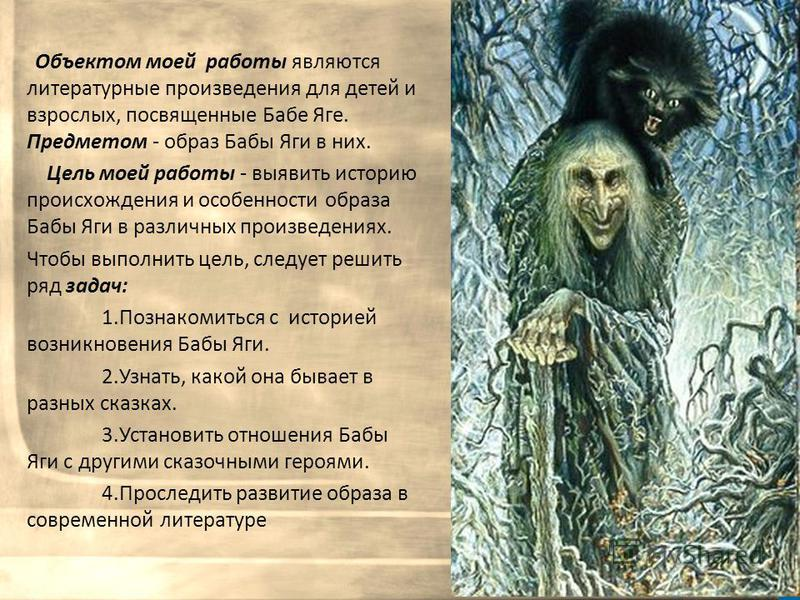 Объектом моей работы являются
литературные произведения для детей и
взрослых, посвященные Бабе Яге.
Предметом - образ Бабы Яги в них.
Цель моей работы - выявить историю
происхождения и особенности образа
Бабы Яги в различных произведениях.
Чтобы выполнить цель, следует решить
ряд задач:
1.Познакомиться с историей
возникновения Бабы Яги.
2.Узнать, какой она бывает в
разных сказках.
3.Установить отношения Бабы
Яги с другими сказочными героями.
4.Проследить развитие образа в
современной литературе
MyShared